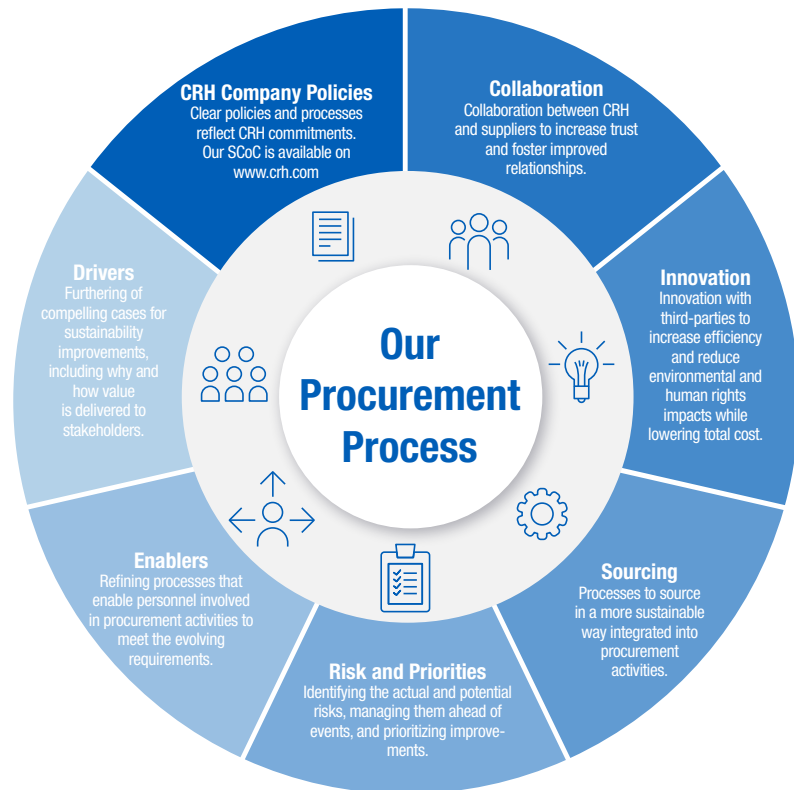 CRH Company Policies
Clear policies and processes
reflect CRH commitments.
Our SCoC is available on
www.crh.com
Collaboration
Collaboration between CRH
and suppliers to increase trust
and foster improved
relationships.
Innovation
Innovation with
third-parties to
increase efficiency
and reduce
environmental and
human rights
impacts while
lowering total cost.
Sourcing
Processes to source
in a more sustainable
way integrated into
procurement
activities.
Risk and Priorities
Identifying the actual and potential
risks, managing them ahead of
events, and prioritizing improve-
ments.
Enablers
Refining processes that
enable personnel involved
in procurement activities to
meet the evolving
requirements.
Drivers
Furthering of
compelling cases for
sustainability
improvements,
including why and
how value
is delivered to
stakeholders.
Our
Procurement
Process